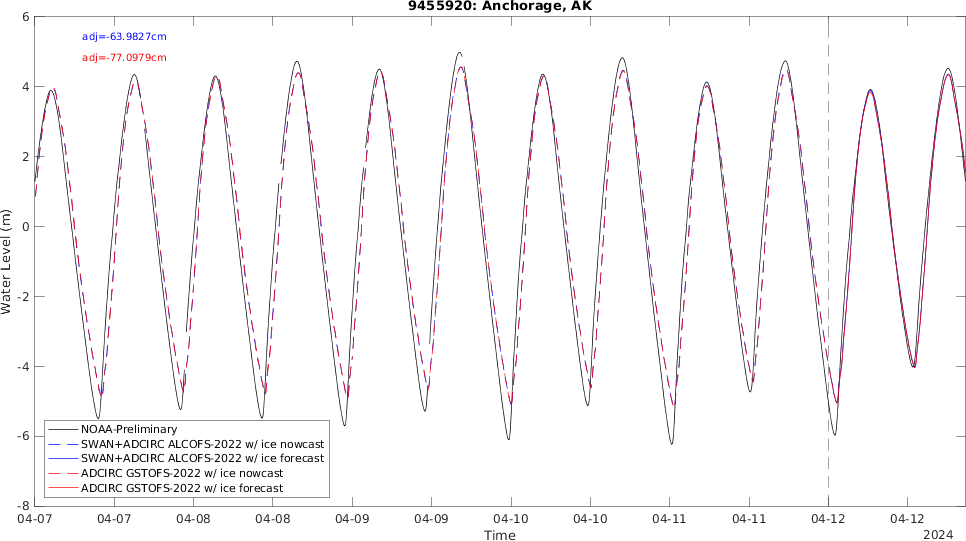 9455920: Anchorage, AK
6
adj=-63.9827cm
adj=-77.0979cm
4
2
0
-2
-4
-6
-8
Water Level (m)
NOAA-Preliminary
SWAN+ADCIRC ALCOFS-2022 w/ ice nowcast
SWAN+ADCIRC ALCOFS-2022 w/ ice forecast
ADCIRC GSTOFS-2022 w/ ice nowcast
ADCIRC GSTOFS-2022 w/ ice forecast
04-07 04-07 04-08 04-08 04-09 04-09 04-10 04-10 04-11 04-11 04-12 04-12
Time
2024